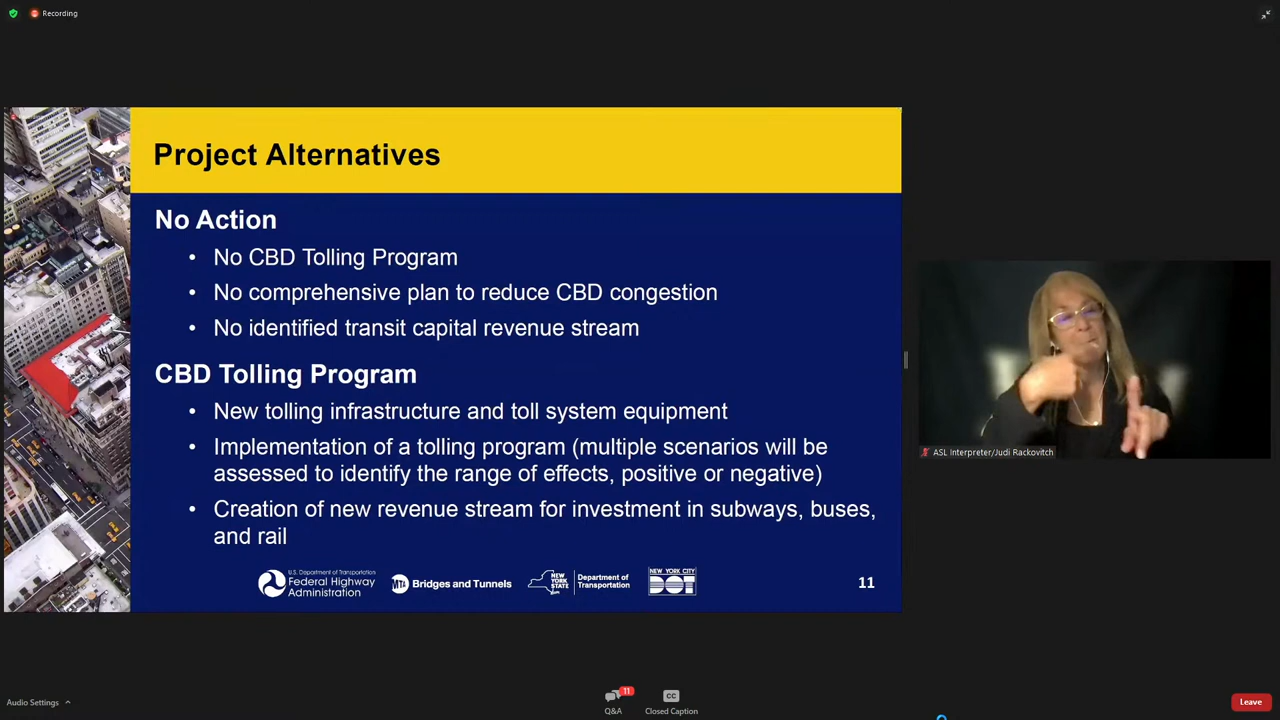 Recording
Project Alternatives
No Action
• No CBD Tolling Program
• No comprehensive plan to reduce CBD congestion
• No identified transit capital revenue stream
CBD Tolling Program
• New tolling infrastructure and toll system equipment
• Implementation of a tolling program (multiple scenarios will be
assessed to identify the range of effects, positive or negative)
• Creation of new revenue stream for investment in subways, buses,
and rail
U.S. Department of Transportation
Federal Highway
Administration
MTA Bridges and Tunnels
NEW
YORK
STATE
Department of
Transportation
NEW YORK CITY
DOT
11
ASL Interpreter/Judi Rackovitch
Audio Settings
11
Q&A
CC
Closed Caption
Leave